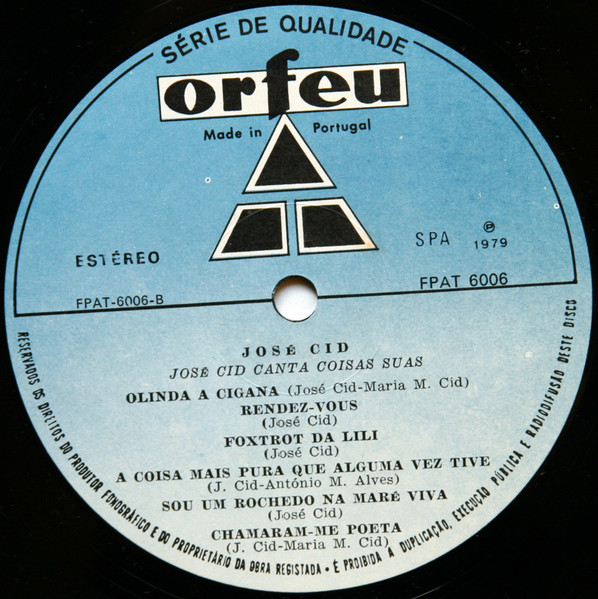 SÉRIE DE QUALIDADE
orfeu
Made in Portugal
ESTÉREO
SPA ℗ 1979
FPAT-6006-B
FPAT 6006
JOSÉ CID
JOSÉ CID CANTA COISAS SUAS
OLINDA A CIGANA (José Cid-Maria M. Cid)
RENDEZ-VOUS
(José Cid)
FOXTROT DA LILI
(José Cid)
A COISA MAIS PURA QUE ALGUMA VEZ TIVE
(J. Cid-António M. Alves)
SOU UM ROCHEDO NA MARÉ VIVA
(José Cid)
CHAMARAM-ME POETA
(J. Cid-Maria M. Cid)
RESERVADOS OS DIREITOS DO PRODUTOR FONOGRÁFICO E DO PROPRIETÁRIO DA OBRA REGISTADA - É PROIBIDA A DUPLICAÇÃO, EXECUÇÃO PÚBLICA E RADIODIFUSÃO DESTE DISCO